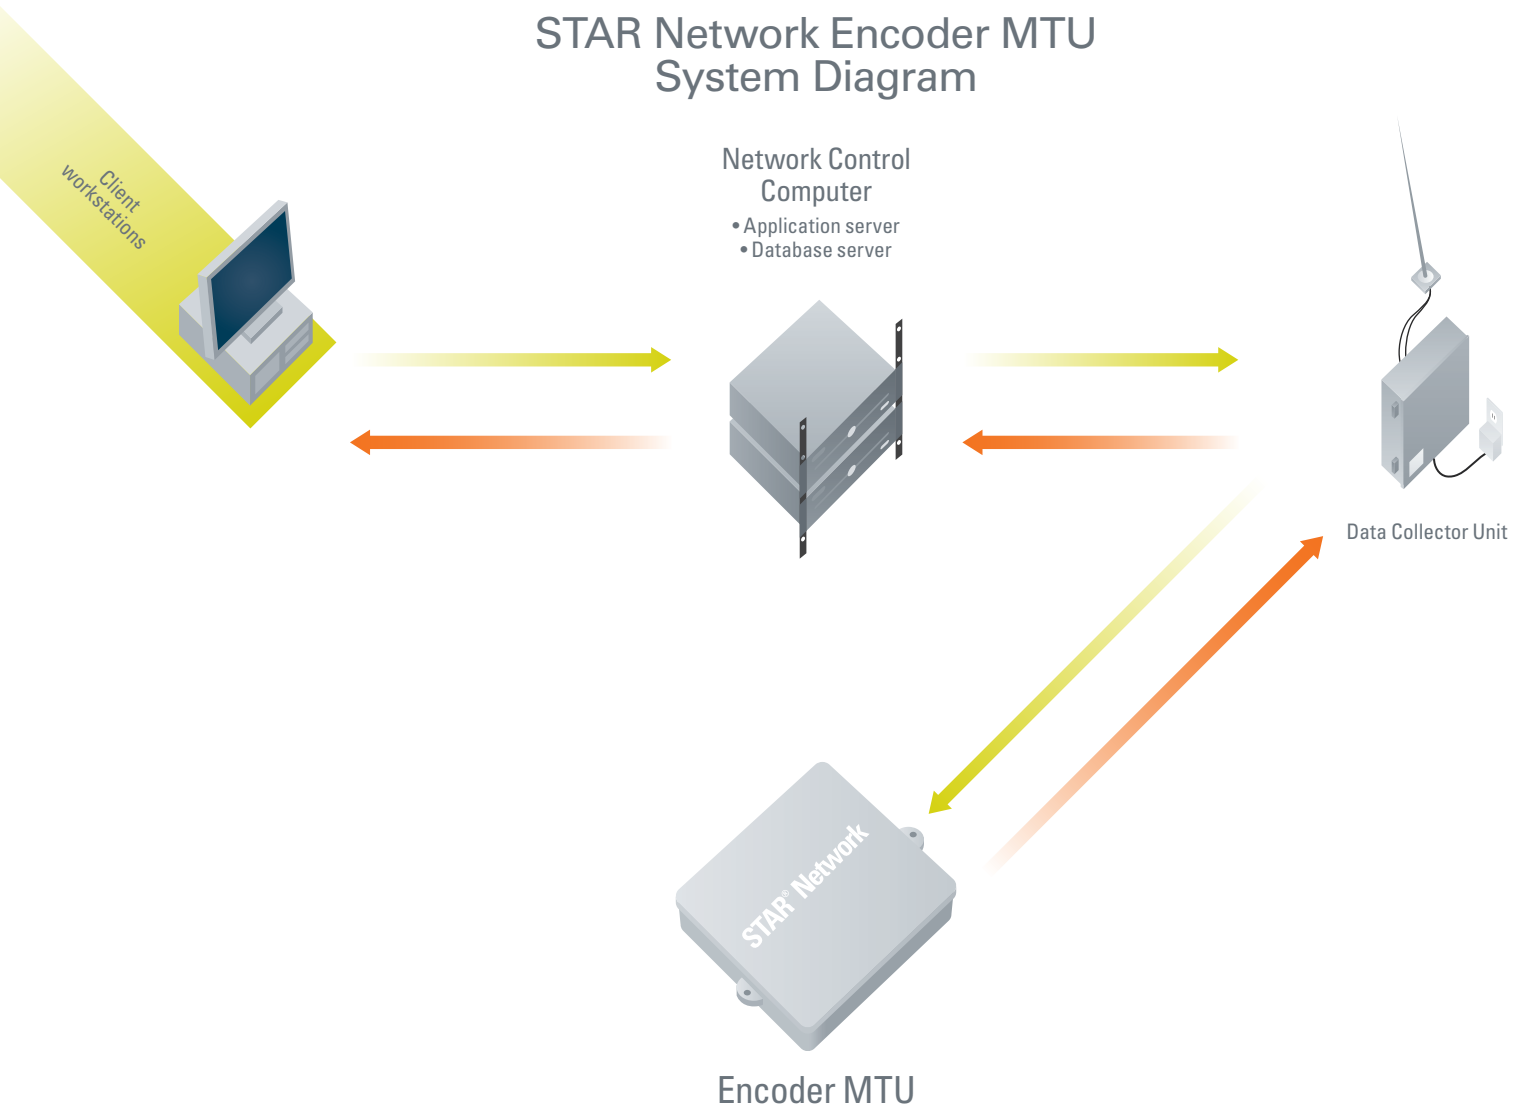 STAR Network Encoder MTU
System Diagram
Client
workstations
Network Control
Computer
• Application server
• Database server
Data Collector Unit
STAR® Network
Encoder MTU